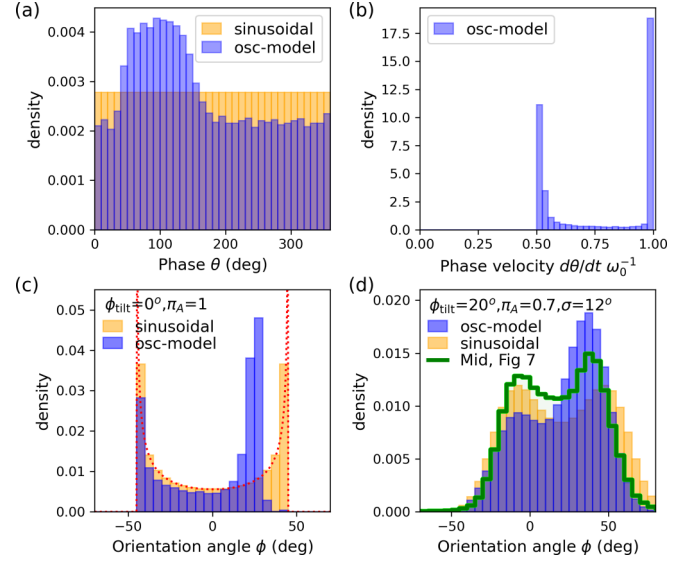 (a)
0.004
0.003
0.002
0.001
0.000
density
sinusoidal
osc-model
0
100
200
300
Phase θ (deg)
(b)
17.5
15.0
12.5
10.0
7.5
5.0
2.5
0.0
density
osc-model
0.00
0.25
0.50
0.75
1.00
Phase velocity dθ/dt ω₀⁻¹
(c)
0.05
0.04
0.03
0.02
0.01
0.00
density
ϕtilt=0ᵒ,πA=1
sinusoidal
osc-model
−50
0
50
Orientation angle ϕ (deg)
(d)
0.020
0.015
0.010
0.005
0.000
density
ϕtilt=20ᵒ,πA=0.7,σ=12ᵒ
osc-model
sinusoidal
Mid, Fig 7
−50
0
50
Orientation angle ϕ (deg)